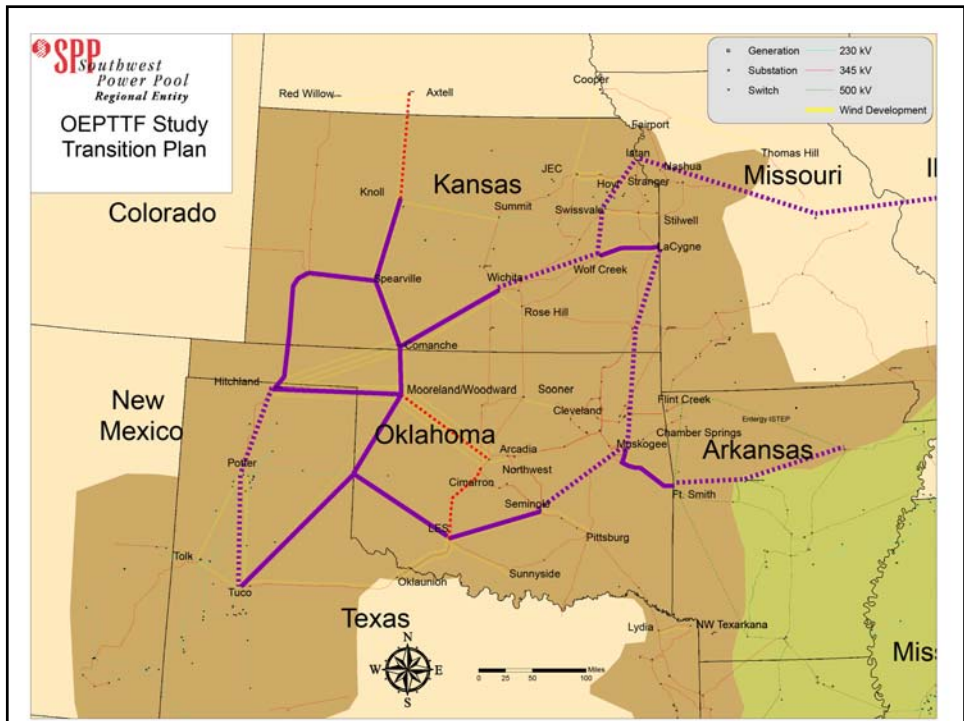 SPP
Southwest
Power Pool
Regional Entity
OEPTTF Study
Transition Plan
Generation
230 kV
Substation
345 kV
Switch
500 kV
Wind Development
Cooper
Red Willow
Axtell
Fairport
Iatan
Nashua
Thomas Hill
JEC
Hoyt
Stranger
Missouri
Knoll
Kansas
Colorado
Summit
Swissvale
Stilwell
LaCygne
Spearville
Wichita
Wolf Creek
Rose Hill
Comanche
Hitchland
Mooreland/Woodward
Sooner
Flint Creek
New
Mexico
Cleveland
Entergy ISTEP
Oklahoma
Chamber Springs
Muskogee
Arkansas
Arcadia
Potter
Northwest
Cimarron
Ft. Smith
Seminole
LES
Pittsburg
Tolk
Sunnyside
Oklaunion
Tuco
Texas
Lydia
NW Texarkana
Miss
N
W
E
S
Miles
0 25 50 100